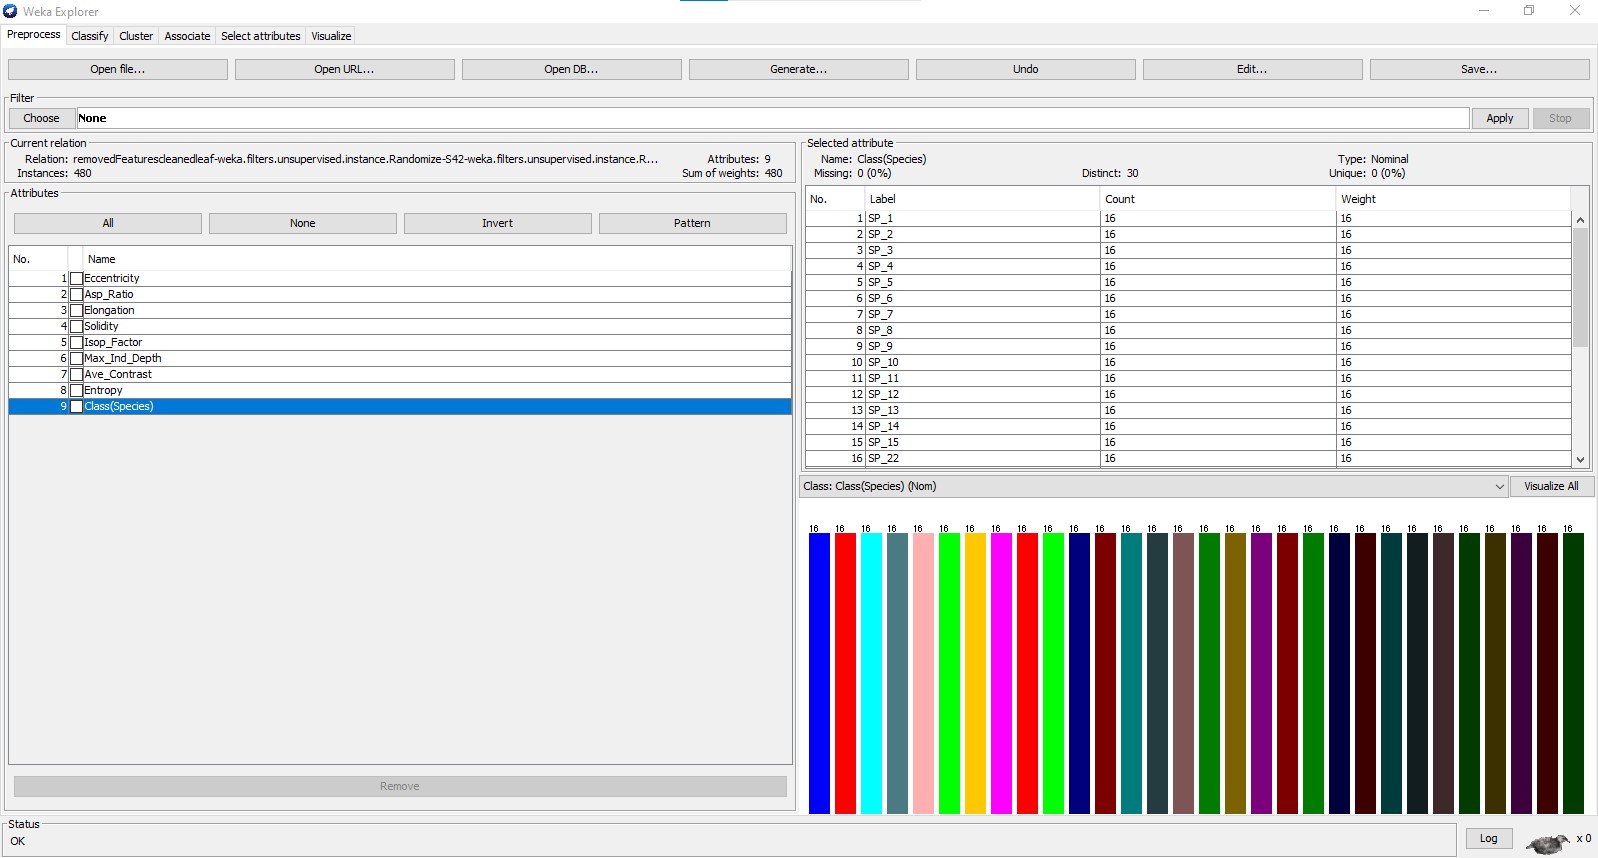 Weka Explorer
Preprocess Classify Cluster Associate Select attributes Visualize
Open file... Open URL... Open DB... Generate... Undo Edit... Save...
Filter
Choose None Apply Stop
Current relation
Relation: removedFeaturescleanedleaf-weka.filters.unsupervised.instance.Randomize-S42-weka.filters.unsupervised.instance.R... Attributes: 9
Instances: 480 Sum of weights: 480
Attributes
All None Invert Pattern
No. Name
1 Eccentricity
2 Asp_Ratio
3 Elongation
4 Solidity
5 Isop_Factor
6 Max_Ind_Depth
7 Ave_Contrast
8 Entropy
9 Class(Species)
Remove
Selected attribute
Name: Class(Species) Type: Nominal
Missing: 0 (0%) Distinct: 30 Unique: 0 (0%)
No. Label Count Weight
1 SP_1 16 16
2 SP_2 16 16
3 SP_3 16 16
4 SP_4 16 16
5 SP_5 16 16
6 SP_6 16 16
7 SP_7 16 16
8 SP_8 16 16
9 SP_9 16 16
10 SP_10 16 16
11 SP_11 16 16
12 SP_12 16 16
13 SP_13 16 16
14 SP_14 16 16
15 SP_15 16 16
16 SP_22 16 16
Class: Class(Species) (Nom) Visualize All
16 16 16 16 16 16 16 16 16 16 16 16 16 16 16 16 16 16 16 16 16 16 16 16 16 16 16 16 16 16
Status
OK
Log x 0